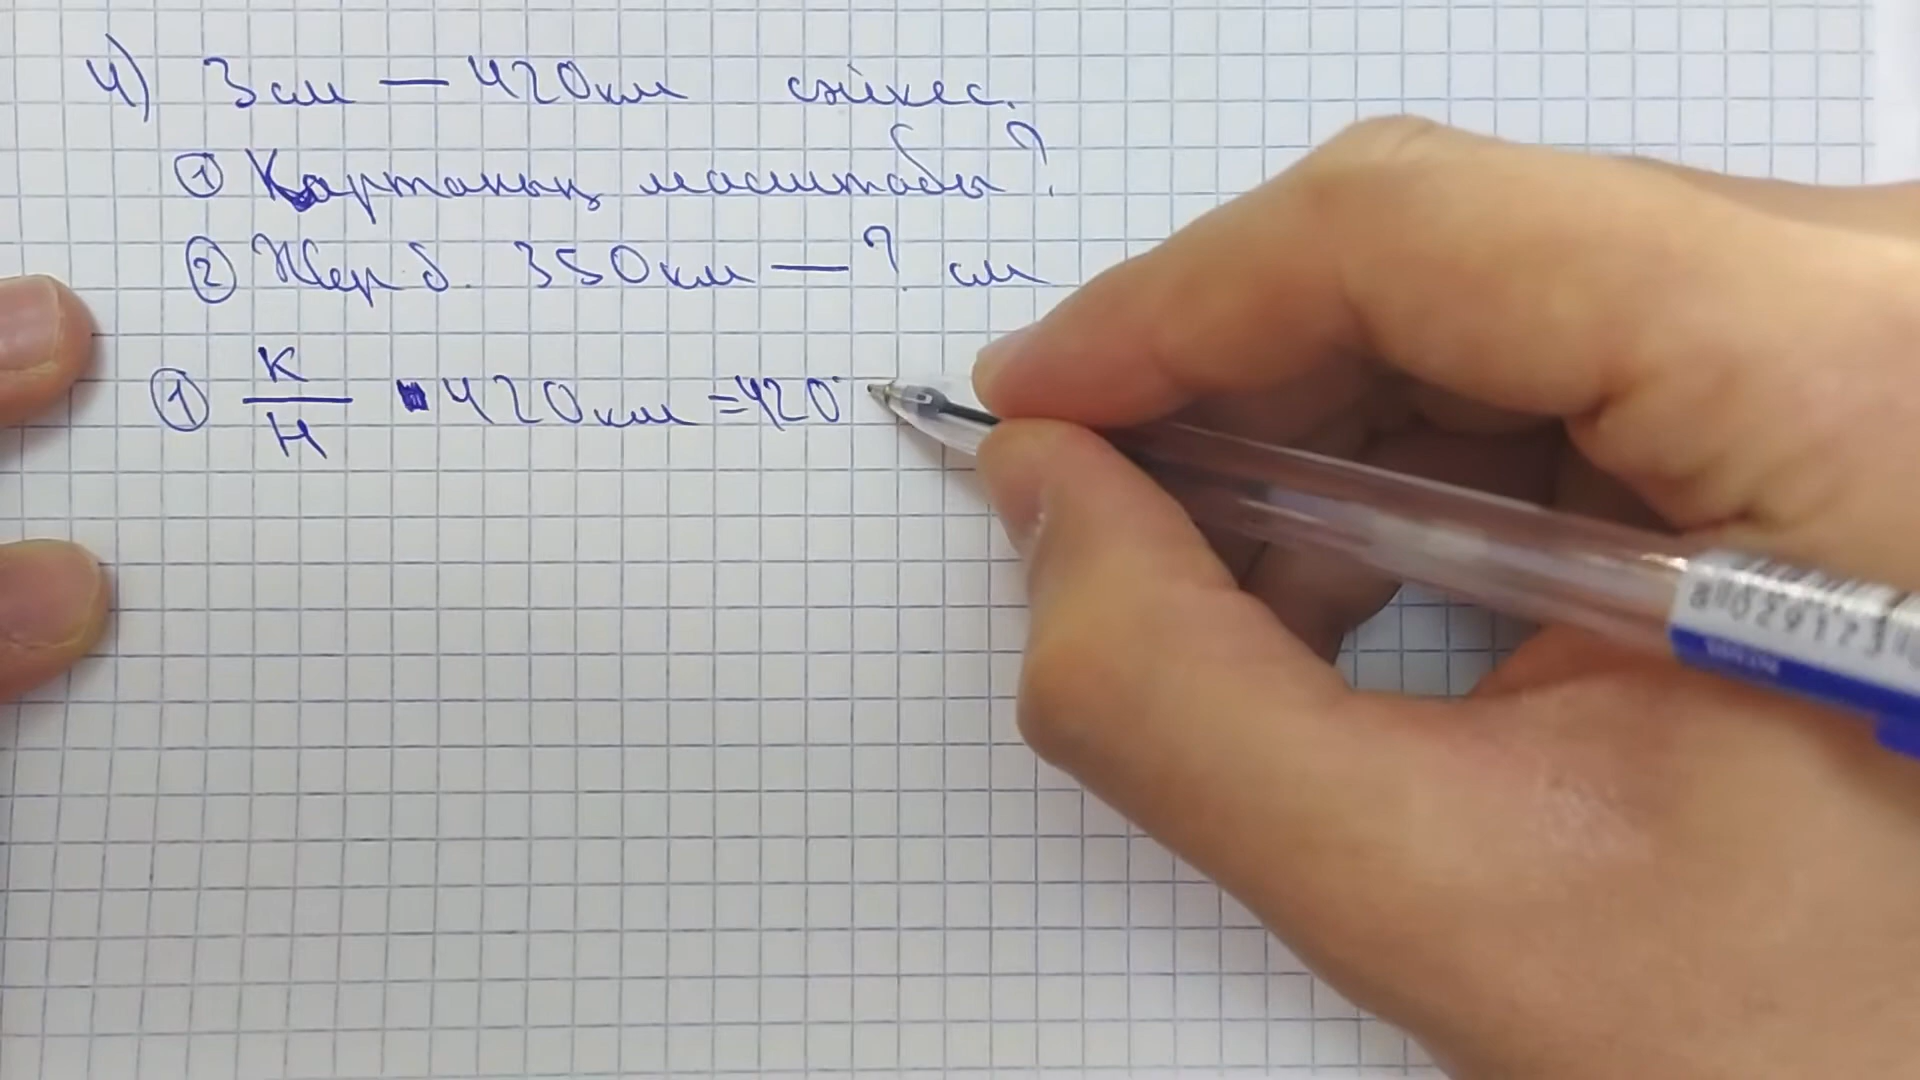 4) 3 см — 420 км сәйкес.
① Картаның масштабы?
② Жер б. 350 км — ? см
① К/Н 420 км = 420